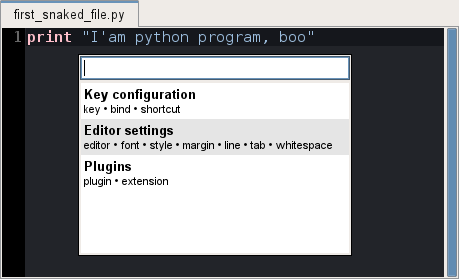 first_snaked_file.py
1 print "I'am python program, boo"
Key configuration
key • bind • shortcut
Editor settings
editor • font • style • margin • line • tab • whitespace
Plugins
plugin • extension